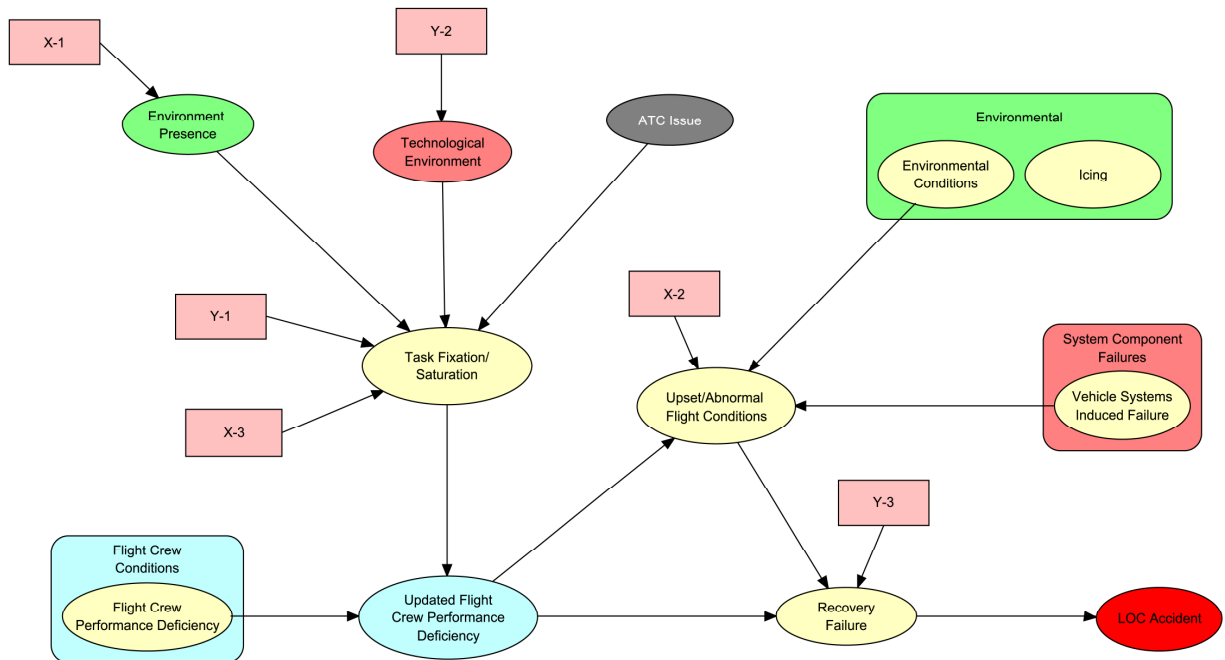 X-1
Y-2
Environment
Presence
Technological
Environment
ATC Issue
Environmental
Environmental
Conditions
Icing
Y-1
X-2
Task Fixation/
Saturation
X-3
Upset/Abnormal
Flight Conditions
System Component
Failures
Vehicle Systems
Induced Failure
Y-3
Flight Crew
Conditions
Flight Crew
Performance Deficiency
Updated Flight
Crew Performance
Deficiency
Recovery
Failure
LOC Accident